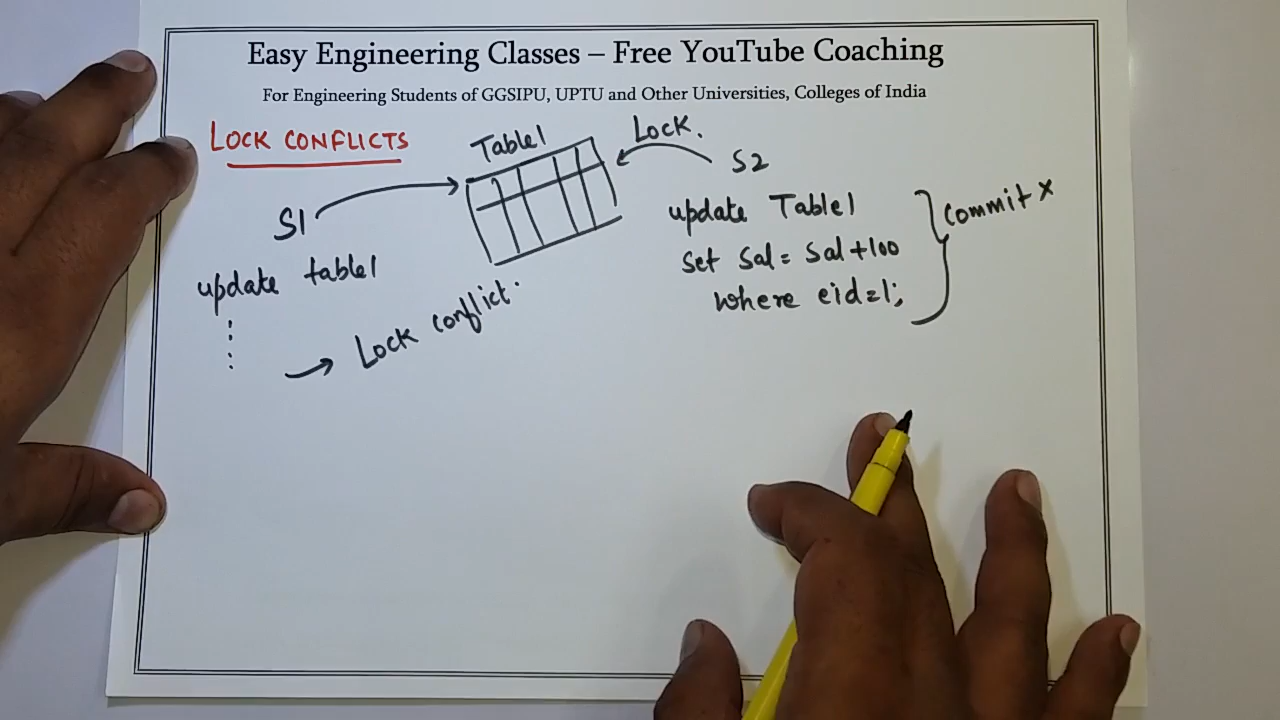 Easy Engineering Classes – Free YouTube Coaching
For Engineering Students of GGSIPU, UPTU and Other Universities, Colleges of India
LOCK CONFLICTS
Table1
Lock.
S1
S2
update table1
Lock conflict.
update Table1
set Sal = Sal+100
where eid=1;
Commit x